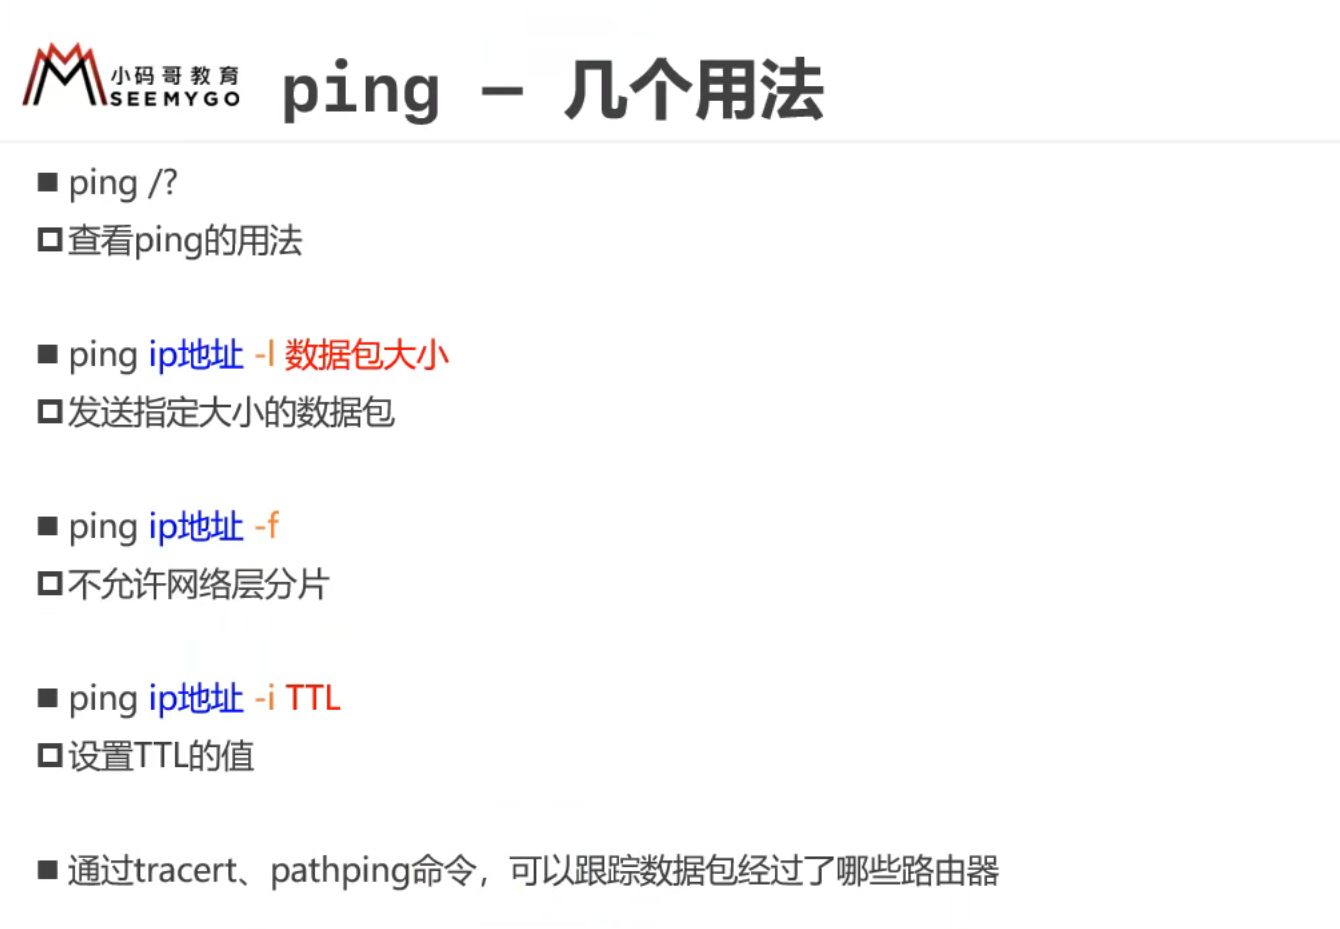 小码哥教育
SEEMYGO
ping – 几个用法
ping /?
查看ping的用法
ping ip地址 -l 数据包大小
发送指定大小的数据包
ping ip地址 -f
不允许网络层分片
ping ip地址 -i TTL
设置TTL的值
通过tracert、pathping命令，可以跟踪数据包经过了哪些路由器